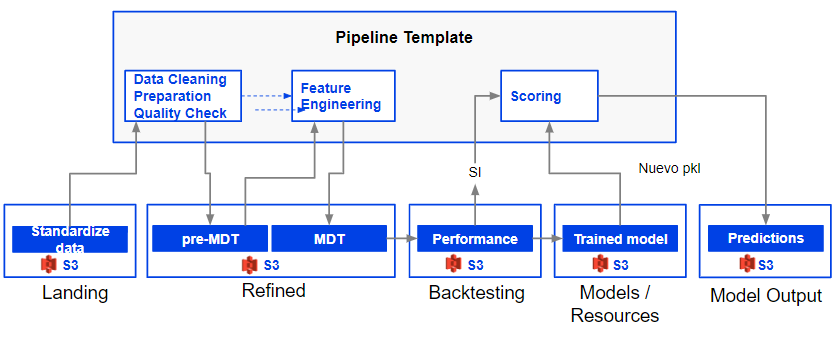 Pipeline Template
Data Cleaning
Preparation
Quality Check
Feature
Engineering
Scoring
SI
Nuevo pkl
Standardize
data
S3
Landing
pre-MDT
MDT
S3
Refined
Performance
S3
Backtesting
Trained model
S3
Models /
Resources
Predictions
S3
Model Output